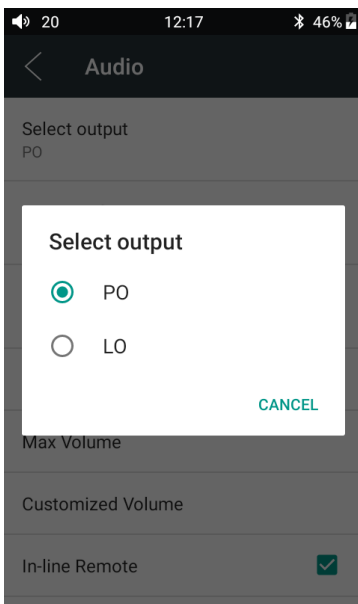 20 12:17 46%
Audio
Select output
PO
Select output
PO
LO
CANCEL
Max Volume
Customized Volume
In-line Remote